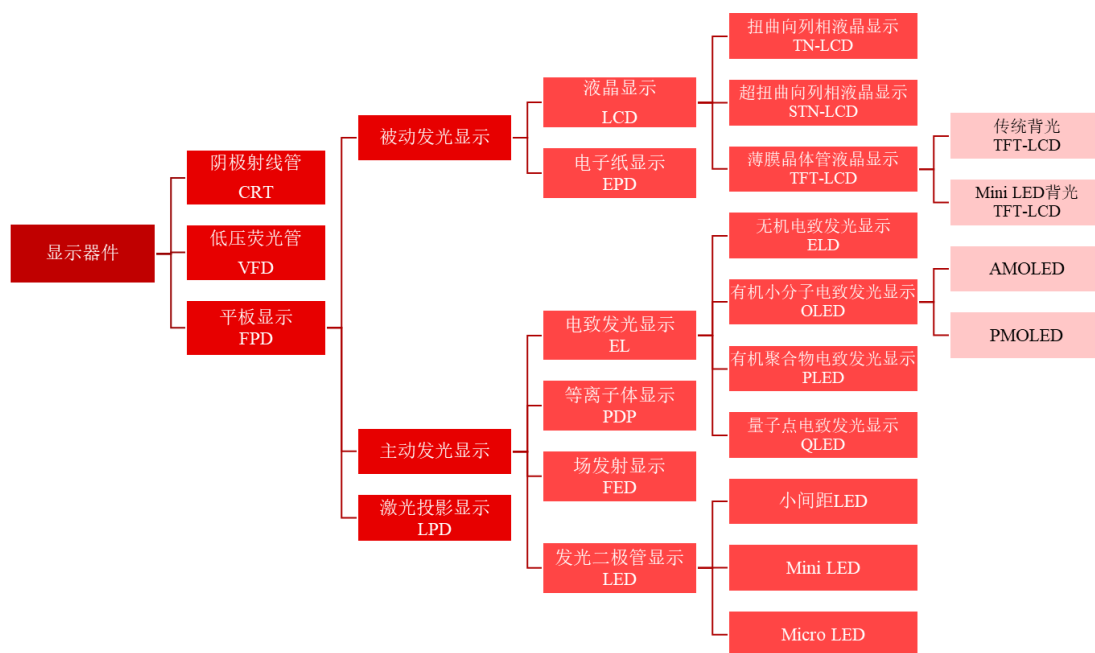 显示器件
阴极射线管
CRT
低压荧光管
VFD
平板显示
FPD
被动发光显示
主动发光显示
激光投影显示
LPD
液晶显示
LCD
电子纸显示
EPD
电致发光显示
EL
等离子体显示
PDP
场发射显示
FED
发光二极管显示
LED
扭曲向列相液晶显示
TN-LCD
超扭曲向列相液晶显示
STN-LCD
薄膜晶体管液晶显示
TFT-LCD
无机电致发光显示
ELD
有机小分子电致发光显示
OLED
有机聚合物电致发光显示
PLED
量子点电致发光显示
QLED
小间距LED
Mini LED
Micro LED
传统背光
TFT-LCD
Mini LED背光
TFT-LCD
AMOLED
PMOLED